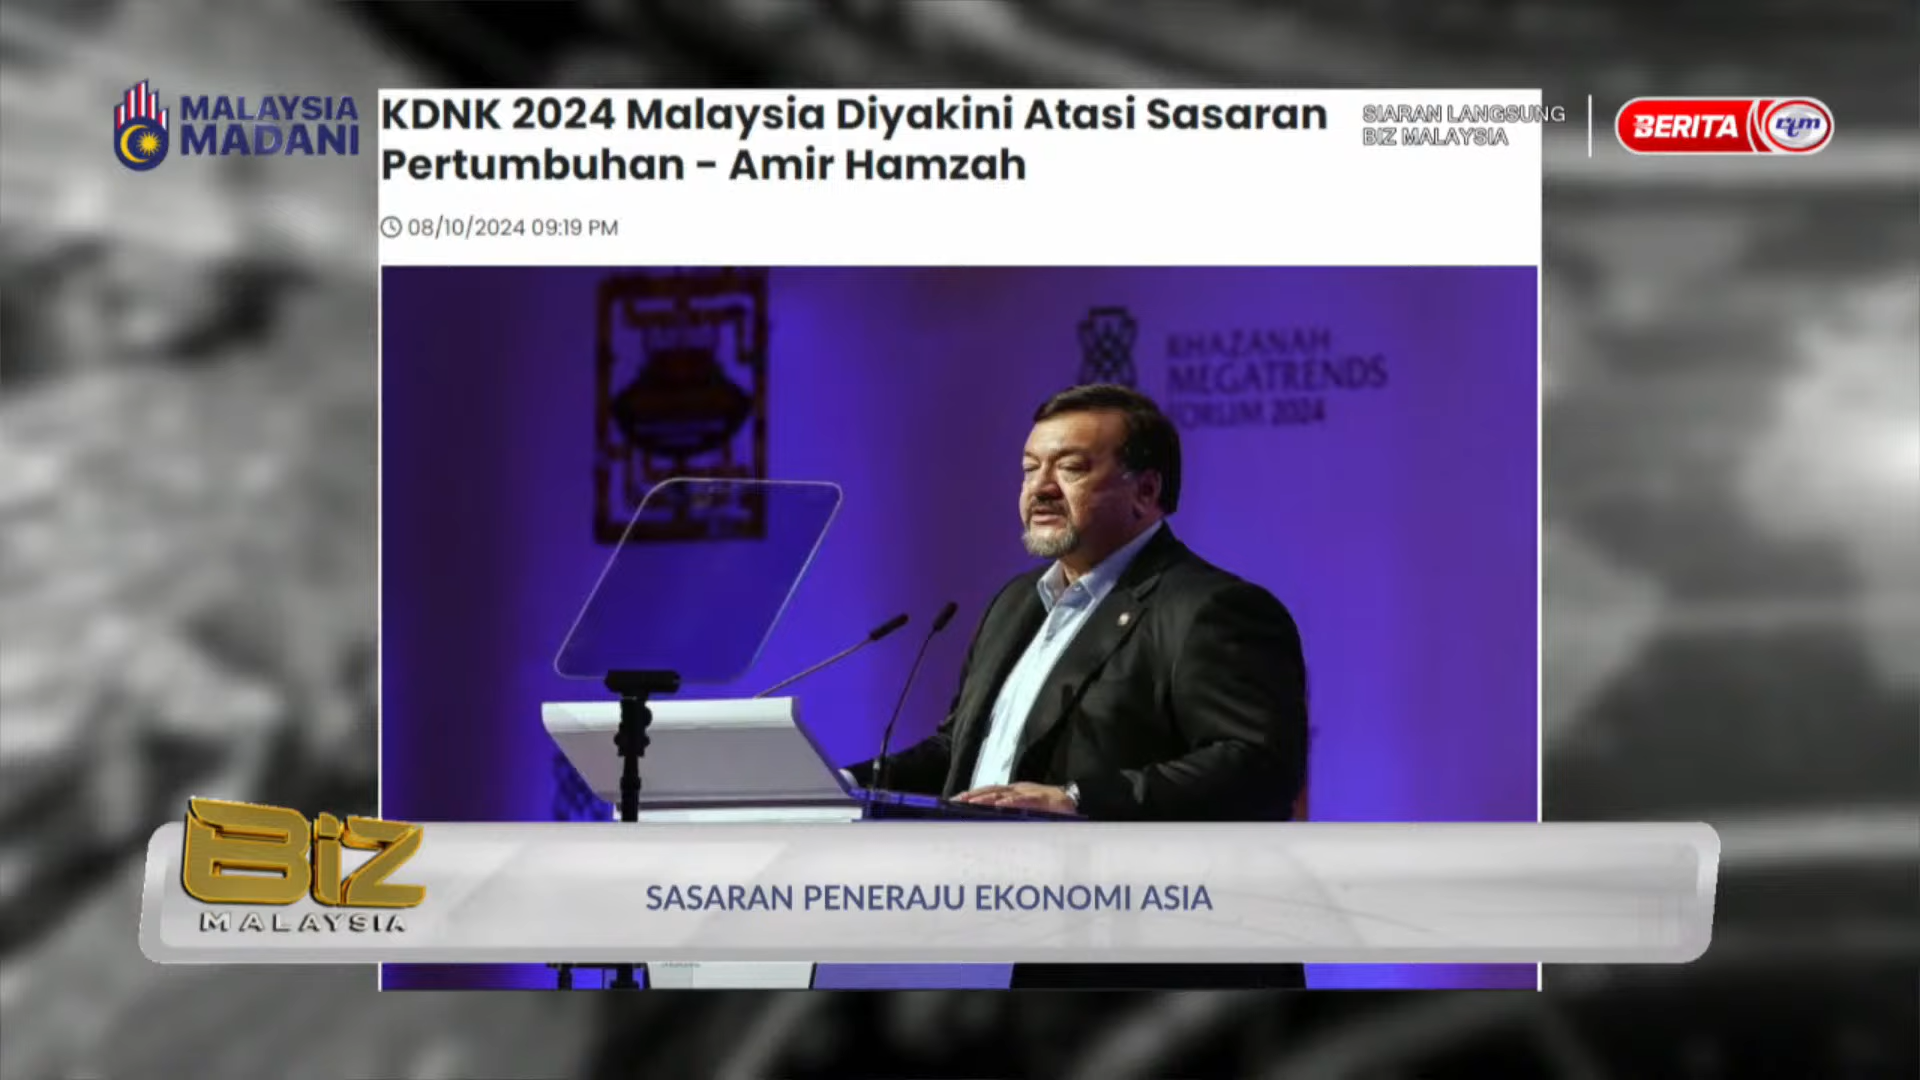 MALAYSIA
MADANI
KDNK 2024 Malaysia Diyakini Atasi Sasaran
Pertumbuhan - Amir Hamzah
SIARAN LANGSUNG
BIZ MALAYSIA
BERITA rtm
08/10/2024 09:19 PM
KHAZANAH
MEGATRENDS
FORUM 2024
BiZ
MALAYSIA
SASARAN PENERAJU EKONOMI ASIA